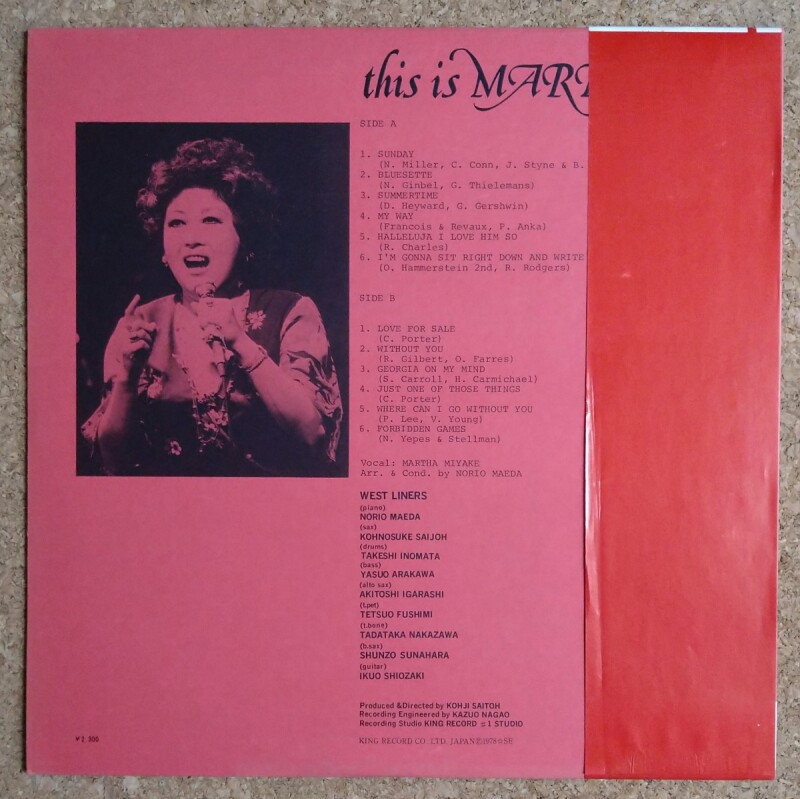 this is MAR
SIDE A
1. SUNDAY
(N. Miller, C. Conn, J. Styne & B.
2. BLUESETTE
(N. Ginbel, G. Thielemans)
3. SUMMERTIME
(D. Heyward, G. Gershwin)
4. MY WAY
(Francois & Revaux, P. Anka)
5. HALLELUJA I LOVE HIM SO
(R. Charles)
6. I'M GONNA SIT RIGHT DOWN AND WRITE
(O. Hammerstein 2nd, R. Rodgers)
SIDE B
1. LOVE FOR SALE
(C. Porter)
2. WITHOUT YOU
(R. Gilbert, O. Farres)
3. GEORGIA ON MY MIND
(S. Carroll, H. Carmichael)
4. JUST ONE OF THOSE THINGS
(C. Porter)
5. WHERE CAN I GO WITHOUT YOU
(P. Lee, V. Young)
6. FORBIDDEN GAMES
(N. Yepes & Stellman)
Vocal: MARTHA MIYAKE
Arr. & Cond. by NORIO MAEDA
WEST LINERS
(piano)
NORIO MAEDA
(sax)
KOHNOSUKE SAIJOH
(drums)
TAKESHI INOMATA
(bass)
YASUO ARAKAWA
(alto sax)
AKITOSHI IGARASHI
(t.pet)
TETSUO FUSHIMI
(t.bone)
TADATAKA NAKAZAWA
(b.sax)
SHUNZO SUNAHARA
(guitar)
IKUO SHIOZAKI
Produced &Directed by KOHJI SAITOH
Recording Engineered by KAZUO NAGAO
Recording Studio KING RECORD #1 STUDIO
¥2,300
KING RECORD CO. LTD. JAPAN